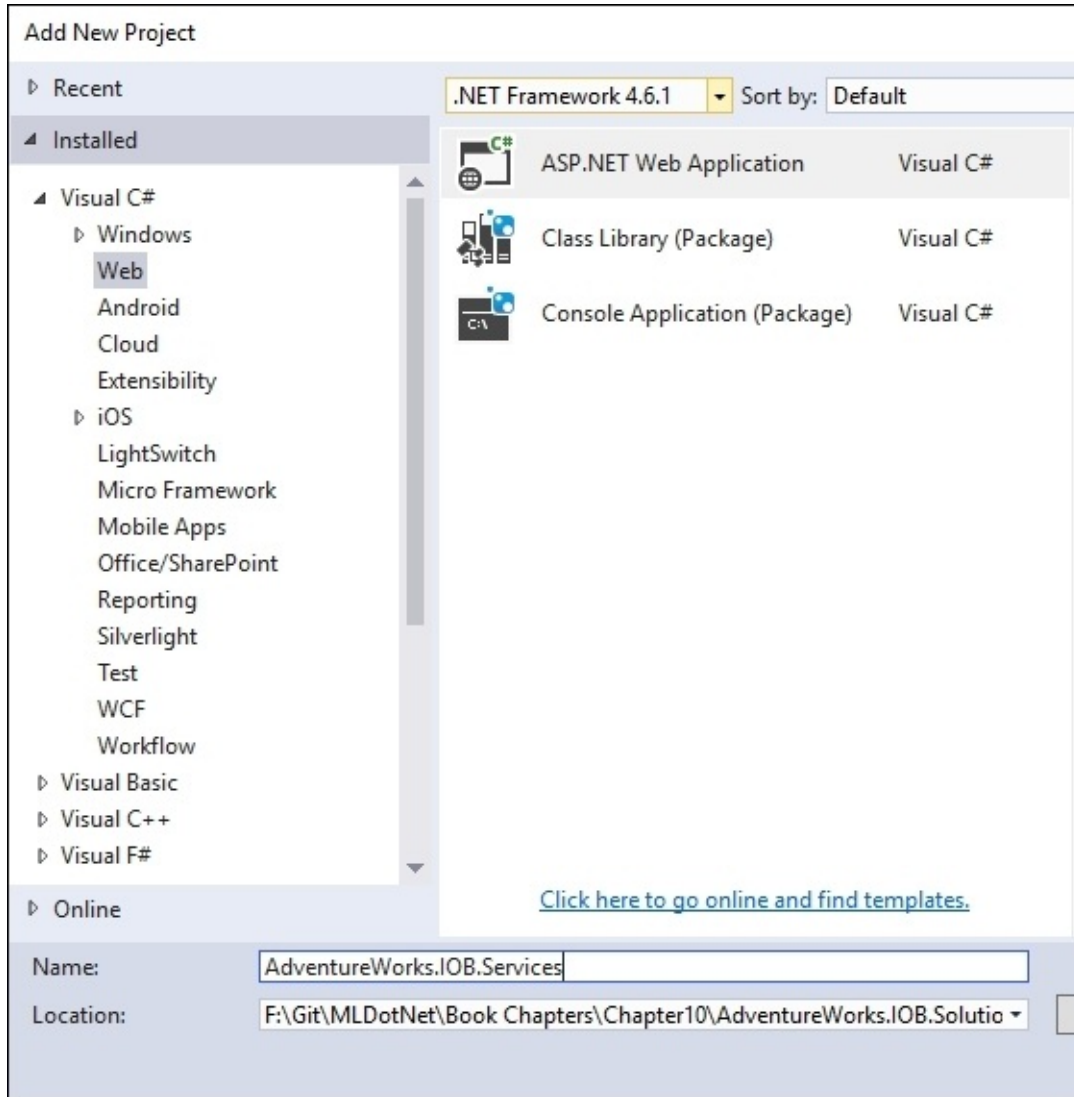 Add New Project
Recent
.NET Framework 4.6.1 Sort by: Default
Installed
C#
ASP.NET Web Application Visual C#
Visual C#
Windows
Class Library (Package) Visual C#
Web
Android
C:\ Console Application (Package) Visual C#
Cloud
Extensibility
iOS
LightSwitch
Micro Framework
Mobile Apps
Office/SharePoint
Reporting
Silverlight
Test
WCF
Workflow
Visual Basic
Visual C++
Visual F#
Click here to go online and find templates.
Online
Name: AdventureWorks.IOB.Services
Location: F:\Git\MLDotNet\Book Chapters\Chapter10\AdventureWorks.IOB.Solutio